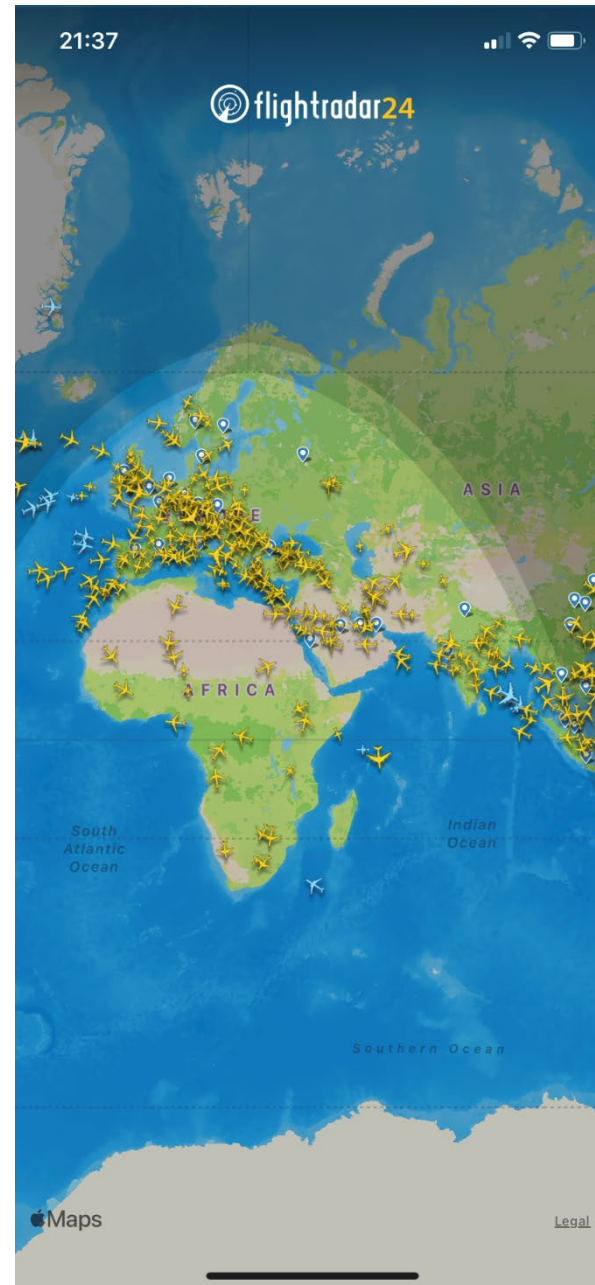 21:37
flightradar24
ASIA
E
AFRICA
South
Atlantic
Ocean
Indian
Ocean
Southern Ocean
Maps
Legal